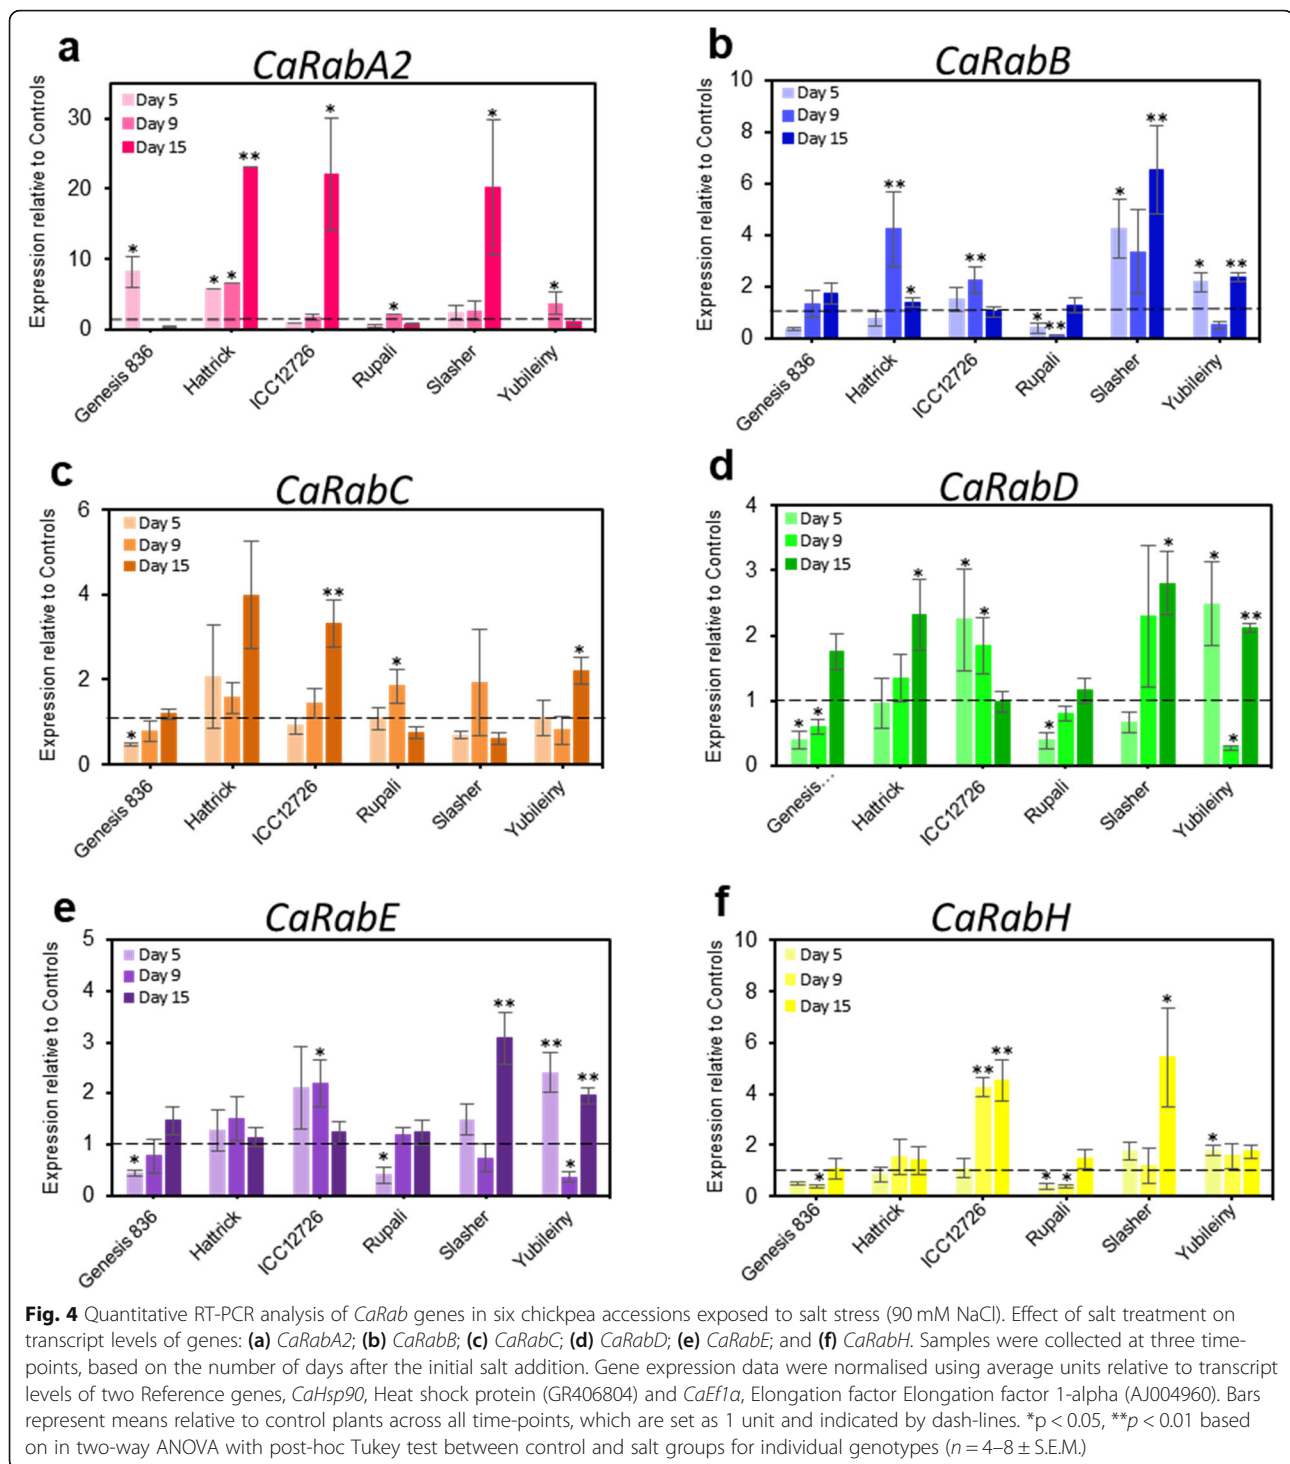 a
CaRabA2
Expression relative to Controls
30
20
10
0
Day 5
Day 9
Day 15
*
* *
**
*
*
*
*
Genesis 836
Hattrick
ICC12726
Rupali
Slasher
Yubileiny
b
CaRabB
Expression relative to Controls
10
8
6
4
2
0
Day 5
Day 9
Day 15
**
*
**
*
**
*
**
*
**
Genesis 836
Hattrick
ICC12726
Rupali
Slasher
Yubileiny
c
CaRabC
Expression relative to Controls
6
4
2
0
Day 5
Day 9
Day 15
*
**
*
*
Genesis 836
Hattrick
ICC12726
Rupali
Slasher
Yubileiny
d
CaRabD
Expression relative to Controls
4
3
2
1
0
Day 5
Day 9
Day 15
*
*
*
*
*
*
*
*
*
**
Genesis...
Hattrick
ICC12726
Rupali
Slasher
Yubileiny
e
CaRabE
Expression relative to Controls
5
4
3
2
1
0
Day 5
Day 9
Day 15
*
*
*
**
**
*
**
Genesis 836
Hattrick
ICC12726
Rupali
Slasher
Yubileiny
f
CaRabH
Expression relative to Controls
10
8
6
4
2
0
Day 5
Day 9
Day 15
*
**
**
*
*
*
*
Genesis 836
Hattrick
ICC12726
Rupali
Slasher
Yubileiny
Fig. 4 Quantitative RT-PCR analysis of CaRab genes in six chickpea accessions exposed to salt stress (90 mM NaCl). Effect of salt treatment on
transcript levels of genes: (a) CaRabA2; (b) CaRabB; (c) CaRabC; (d) CaRabD; (e) CaRabE; and (f) CaRabH. Samples were collected at three time-
points, based on the number of days after the initial salt addition. Gene expression data were normalised using average units relative to transcript
levels of two Reference genes, CaHsp90, Heat shock protein (GR406804) and CaEf1α, Elongation factor Elongation factor 1-alpha (AJ004960). Bars
represent means relative to control plants across all time-points, which are set as 1 unit and indicated by dash-lines. *p < 0.05, **p < 0.01 based
on in two-way ANOVA with post-hoc Tukey test between control and salt groups for individual genotypes (n = 4–8 ± S.E.M.)